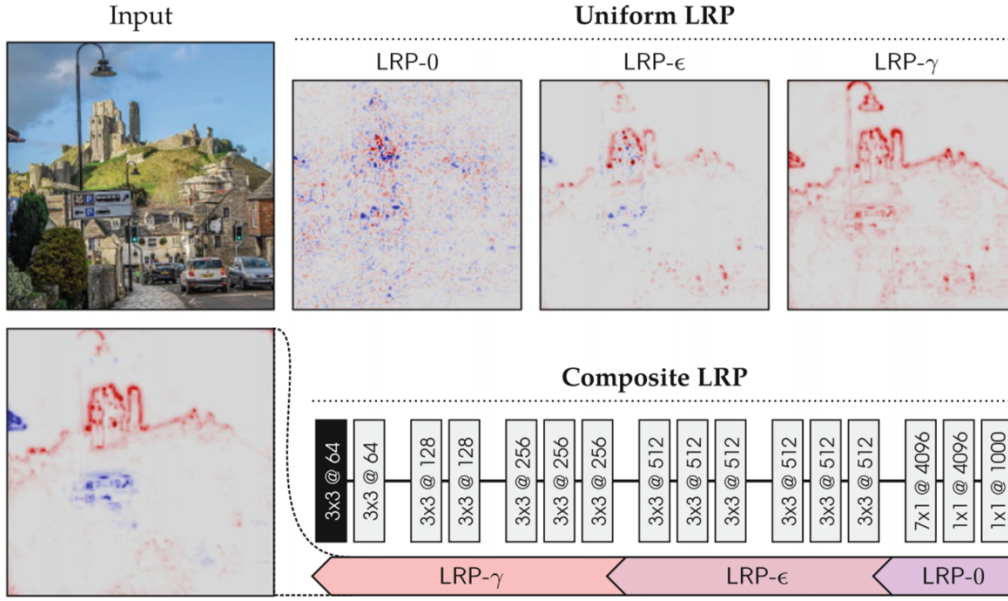 Input
Uniform LRP
LRP-0
LRP-ϵ
LRP-γ
P
P
Composite LRP
3x3 @ 64
3x3 @ 64
3x3 @ 128
3x3 @ 128
3x3 @ 256
3x3 @ 256
3x3 @ 256
3x3 @ 512
3x3 @ 512
3x3 @ 512
3x3 @ 512
3x3 @ 512
3x3 @ 512
7x1 @ 4096
1x1 @ 4096
1x1 @ 1000
LRP-γ
LRP-ϵ
LRP-0